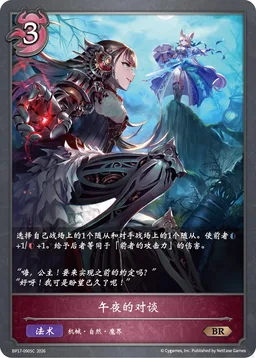 3
选择自己战场上的1个随从和对手战场上的1个随从。使前者
+1/+1。给予后者等同于「前者的攻击力」的伤害。
"嗨，公主！要来实现之前的约定吗？"
"好呀！我可是盼望已久了呢！"
午夜的对谈
法术
机械·自然·魔界
BR
© Cygames, Inc. Published by NetEase Games